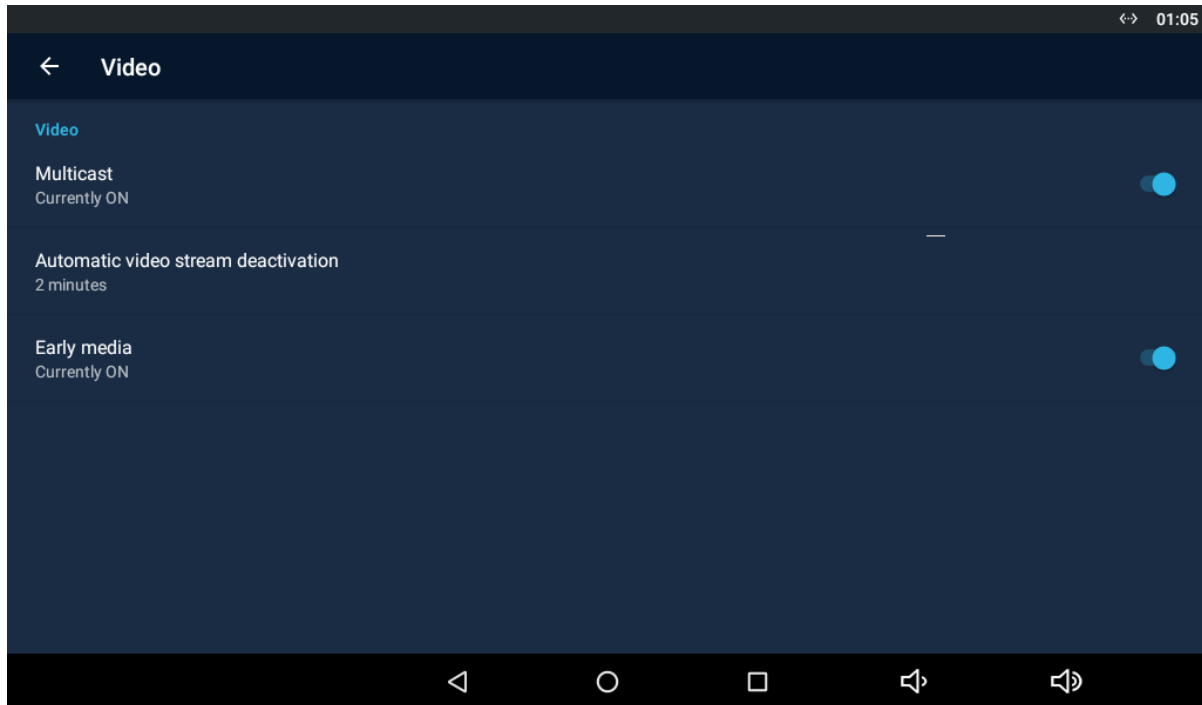 01:05
Video
Video
Multicast
Currently ON
Automatic video stream deactivation
2 minutes
Early media
Currently ON